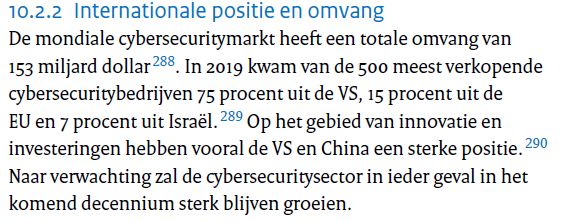 10.2.2 Internationale positie en omvang
De mondiale cybersecuritymarkt heeft een totale omvang van
153 miljard dollar288. In 2019 kwam van de 500 meest verkopende
cybersecuritybedrijven 75 procent uit de VS, 15 procent uit de
EU en 7 procent uit Israël.289 Op het gebied van innovatie en
investeringen hebben vooral de VS en China een sterke positie.290
Naar verwachting zal de cybersecuritysector in ieder geval in het
komend decennium sterk blijven groeien.